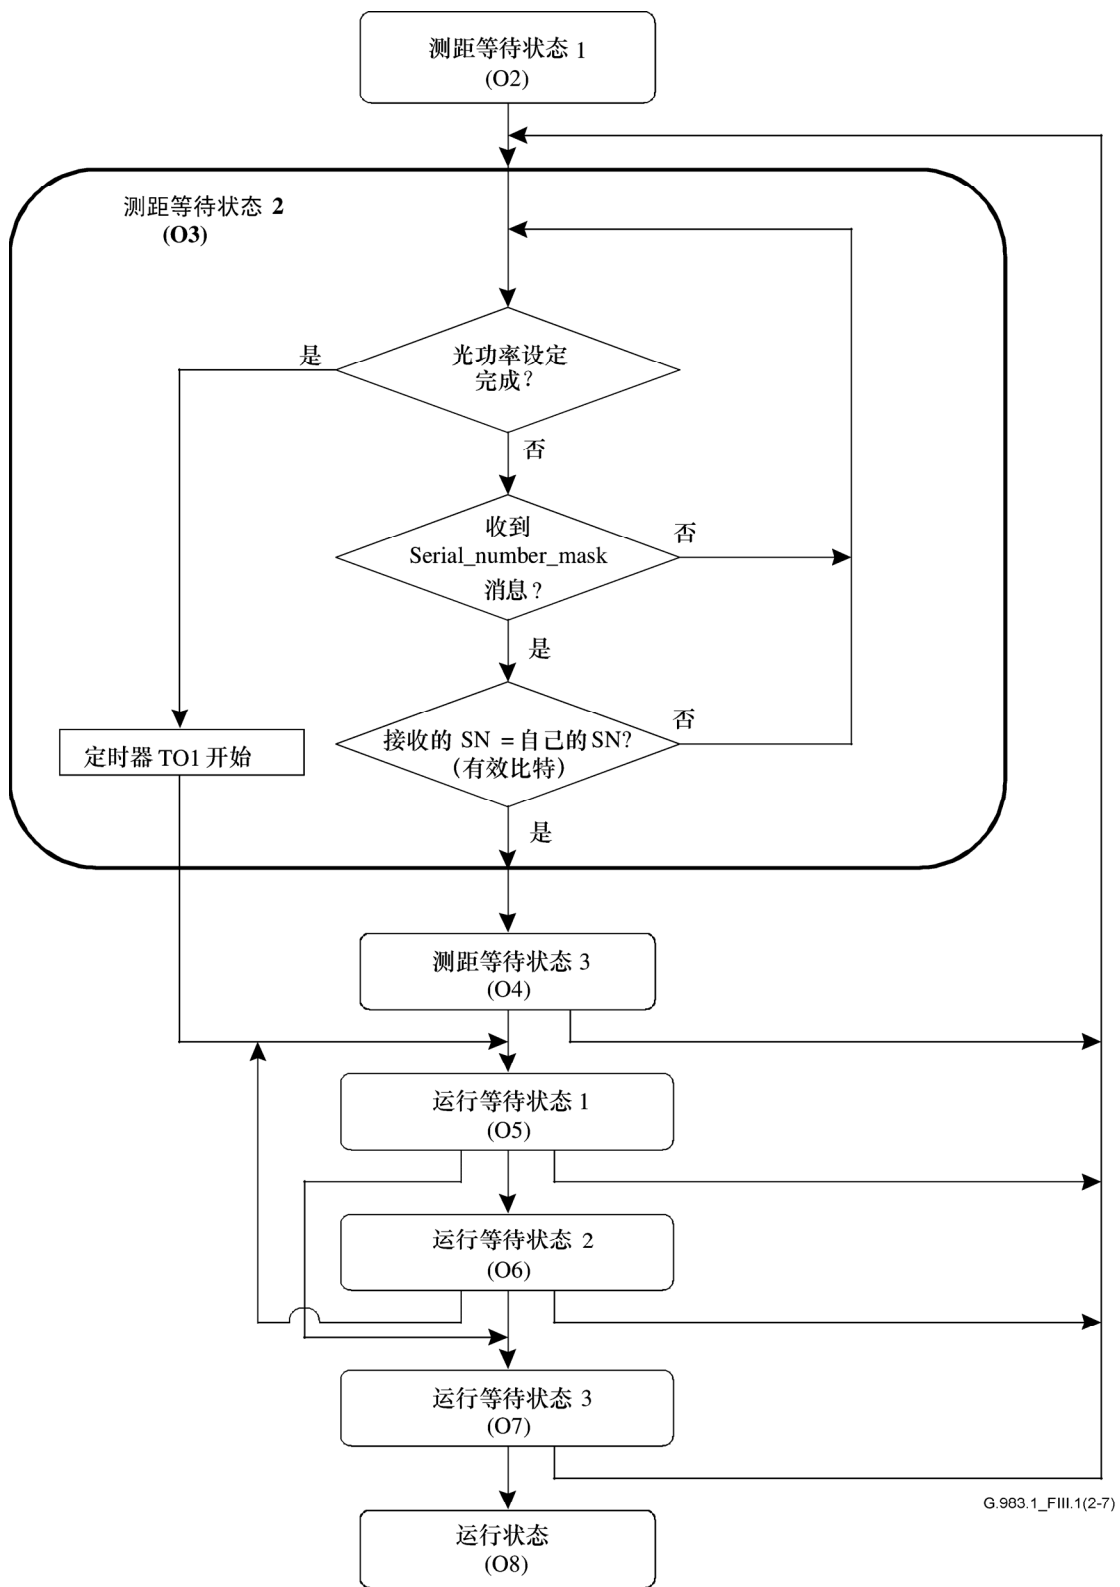 测距等待状态 1
(O2)
测距等待状态 2
(O3)
是
光功率设定
完成？
否
收到
Serial_number_mask
消息？
否
是
定时器 TO1 开始
接收的 SN = 自己的SN?
（有效比特）
否
是
测距等待状态 3
(O4)
运行等待状态 1
(O5)
运行等待状态 2
(O6)
运行等待状态 3
(O7)
G.983.1_FIII.1(2-7)
运行状态
(O8)